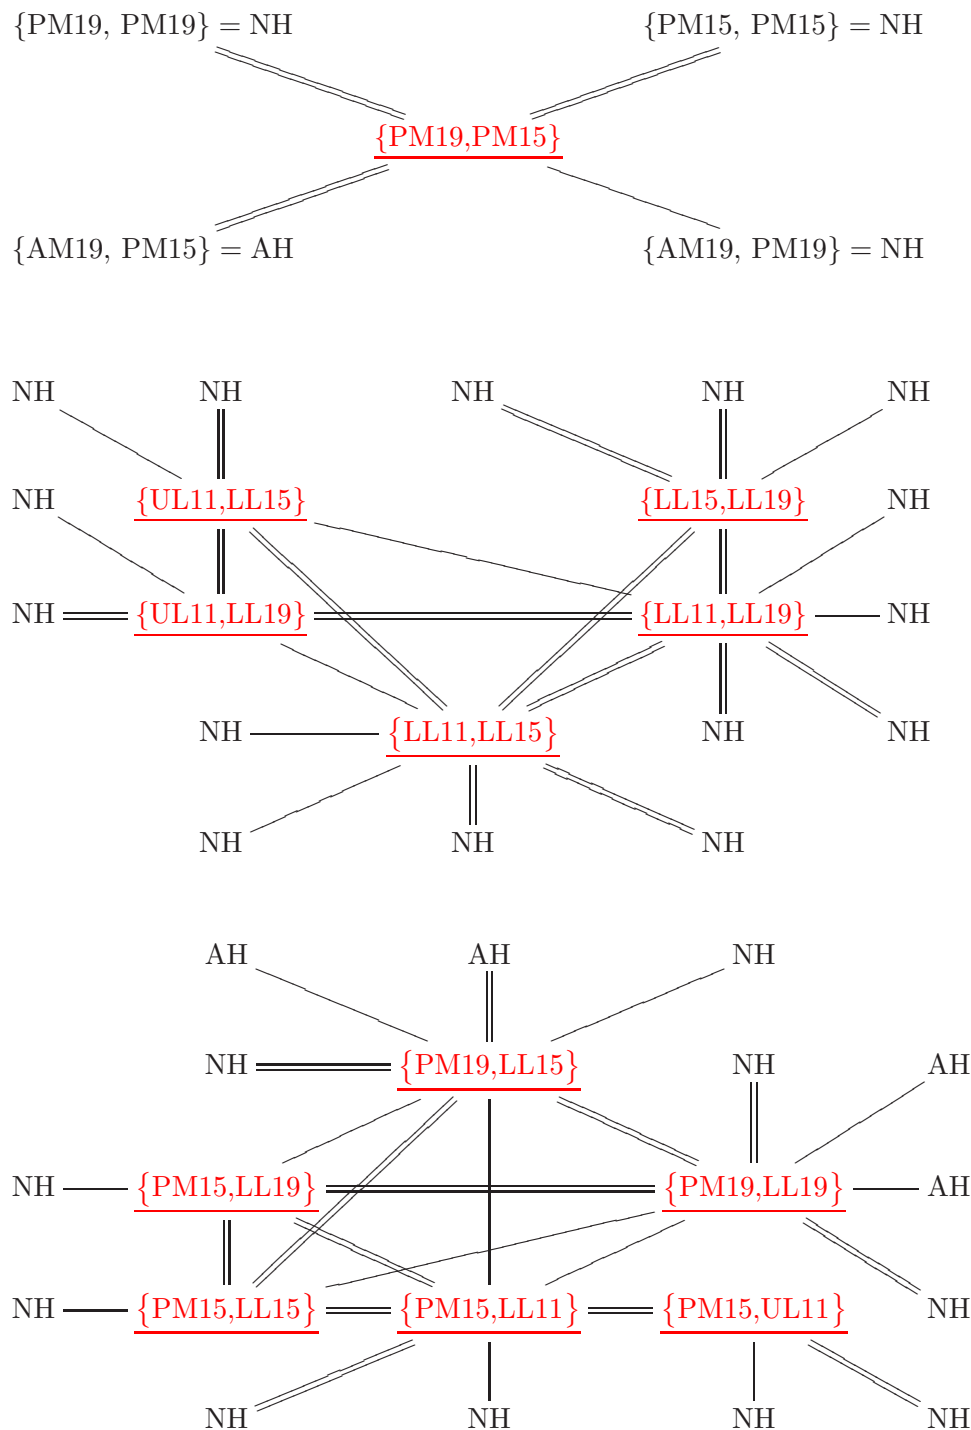 {PM19, PM19} = NH {PM15, PM15} = NH
{PM19,PM15}
{AM19, PM15} = AH {AM19, PM19} = NH
NH NH NH NH NH
NH {UL11,LL15} {LL15,LL19} NH
NH {UL11,LL19} {LL11,LL19} NH
NH {LL11,LL15} NH NH
NH NH NH
AH AH NH
NH {PM19,LL15} NH AH
NH {PM15,LL19} {PM19,LL19} AH
NH {PM15,LL15} {PM15,LL11} {PM15,UL11} NH
NH NH NH NH